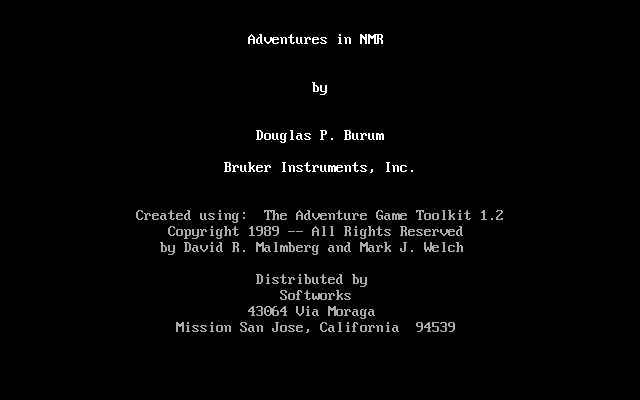 Adventures in NMR
by
Douglas P. Burum
Bruker Instruments, Inc.
Created using:  The Adventure Game Toolkit 1.2
Copyright 1989 -- All Rights Reserved
by David R. Malmberg and Mark J. Welch
Distributed by
Softworks
43064 Via Moraga
Mission San Jose, California  94539